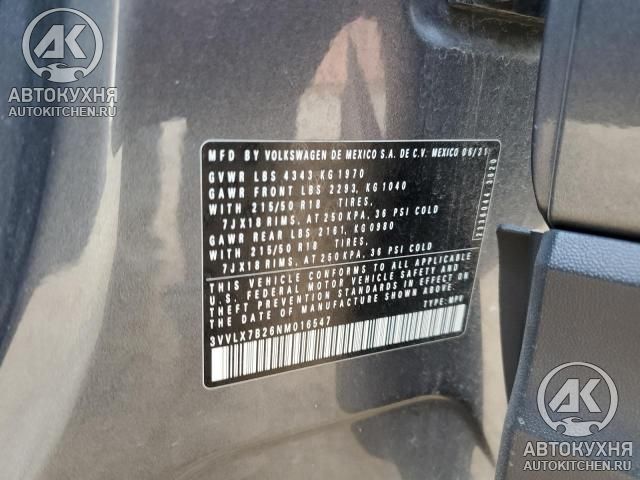 AK
АВТОКУХНЯ
AUTOKITCHEN.RU
MFD BY VOLKSWAGEN DE MEXICO S.A. DE C.V. MEXICO 06/21
GVWR LBS 4343 KG 1970
GAWR FRONT LBS 2293, KG 1040
WITH 215/50 R18 TIRES,
7JX18 RIMS, AT 250 KPA, 36 PSI COLD
GAWR REAR LBS 2161, KG 0980
WITH 215/50 R18 TIRES,
7JX18 RIMS, AT 250 KPA, 36 PSI COLD
THIS VEHICLE CONFORMS TO ALL APPLICABLE
U.S. FEDERAL MOTOR VEHICLE SAFETY AND
THEFT PREVENTION STANDARDS IN EFFECT ON
THE DATE OF MANUFACTURE SHOWN ABOVE.
3VVLX7B26NM016547 TYPE: MPV
AK
АВТОКУХНЯ
AUTOKITCHEN.RU